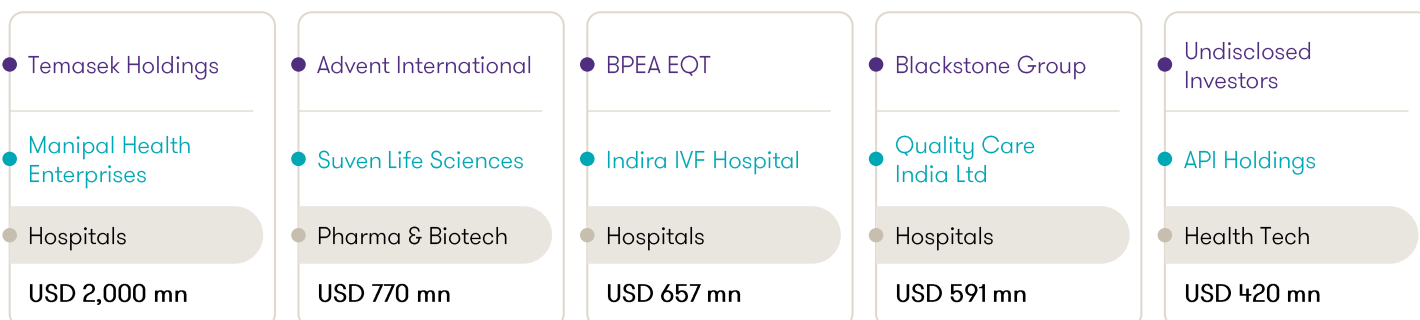 Temasek Holdings
Manipal Health
Enterprises
Hospitals
USD 2,000 mn
Advent International
Suven Life Sciences
Pharma & Biotech
USD 770 mn
BPEA EQT
Indira IVF Hospital
Hospitals
USD 657 mn
Blackstone Group
Quality Care
India Ltd
Hospitals
USD 591 mn
Undisclosed
Investors
API Holdings
Health Tech
USD 420 mn